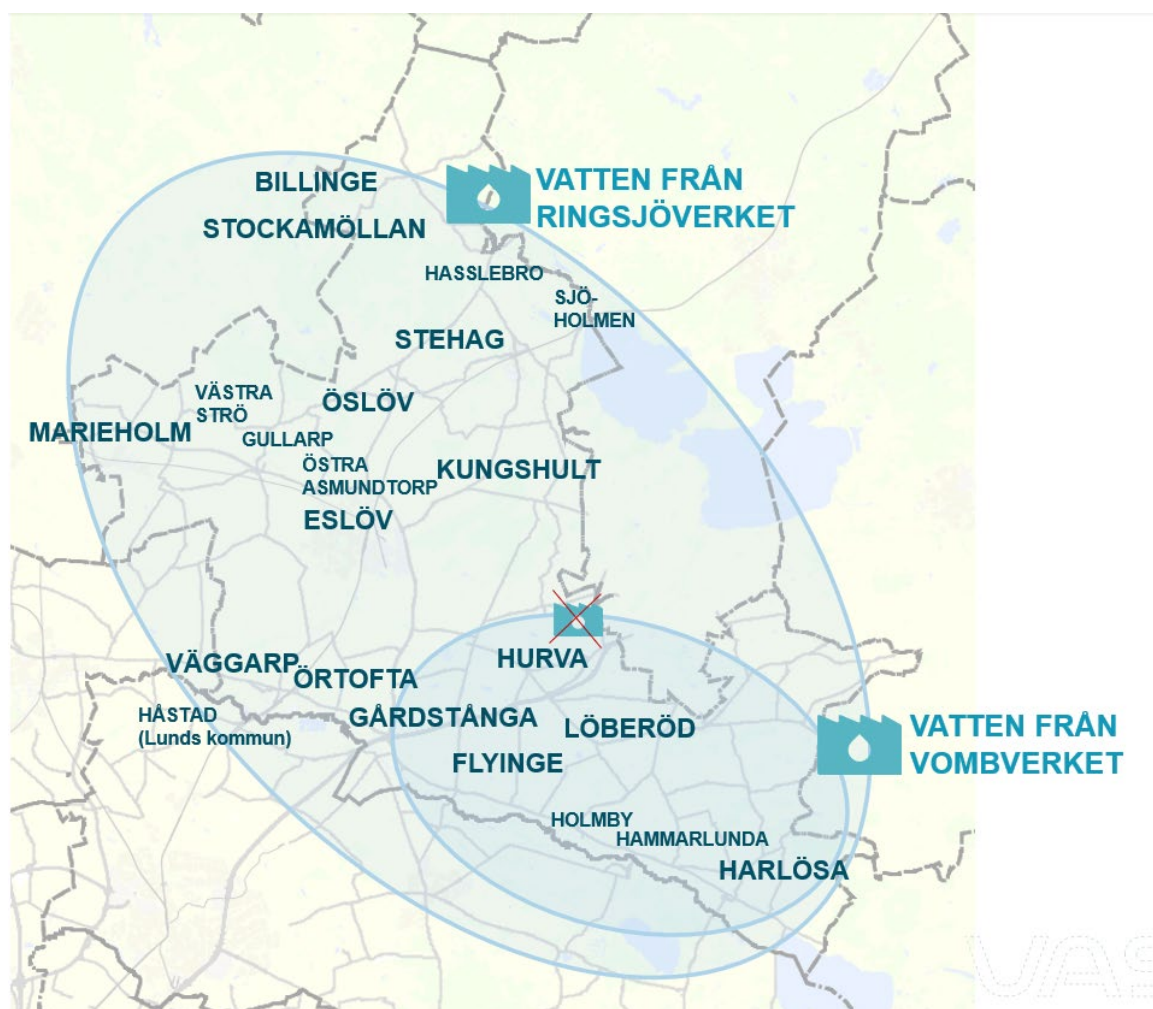 BILLINGE
VATTEN FRÅN
RINGSJÖVERKET
STOCKAMÖLLAN
HASSLEBRO
SJÖ-
HOLMEN
STEHAG
VÄSTRA
STRÖ
ÖSLÖV
MARIEHOLM
GULLARP
ÖSTRA
ASMUNDTORP
KUNGSHULT
ESLÖV
HURVA
VÄGGARP
ÖRTOFTA
HÅSTAD
(Lunds kommun)
GÅRDSTÅNGA
LÖBERÖD
VATTEN FRÅN
VOMBVERKET
FLYINGE
HOLMBY
HAMMARLUNDA
HARLÖSA